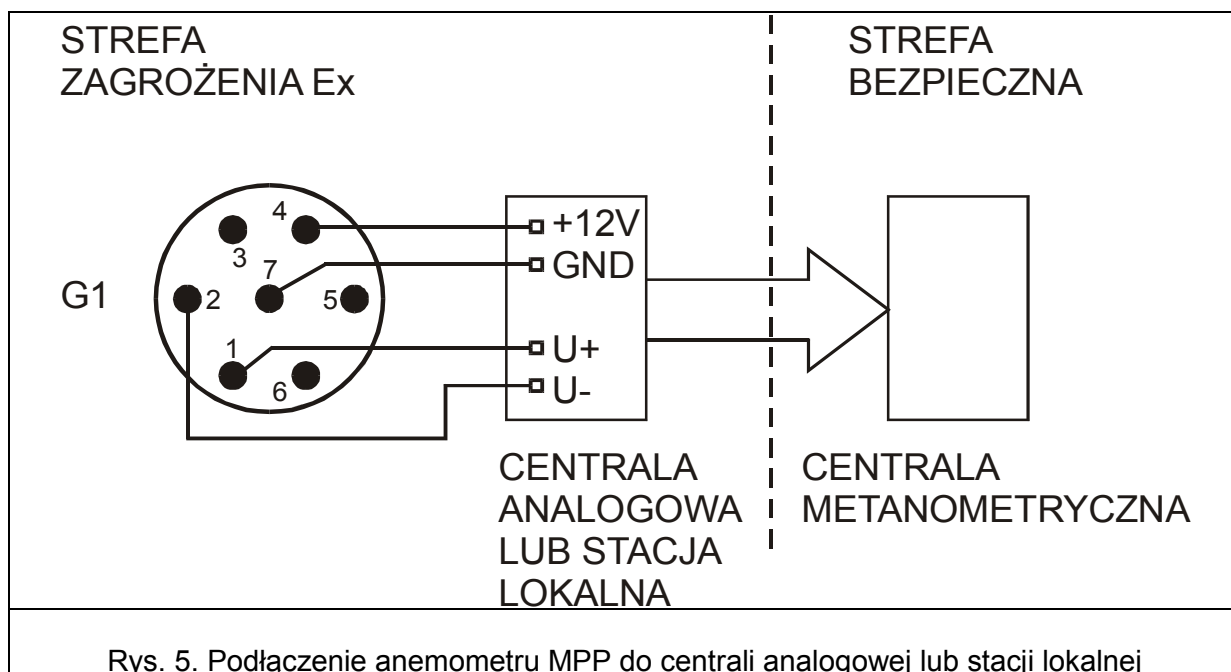 STREFA
ZAGROŻENIA Ex
STREFA
BEZPIECZNA
G1
4
3
7
2
5
1
6
+12V
GND
U+
U-
CENTRALA
ANALOGOWA
LUB STACJA
LOKALNA
CENTRALA
METANOMETRYCZNA
Rys. 5. Podłączenie anemometru MPP do centrali analogowej lub stacji lokalnej